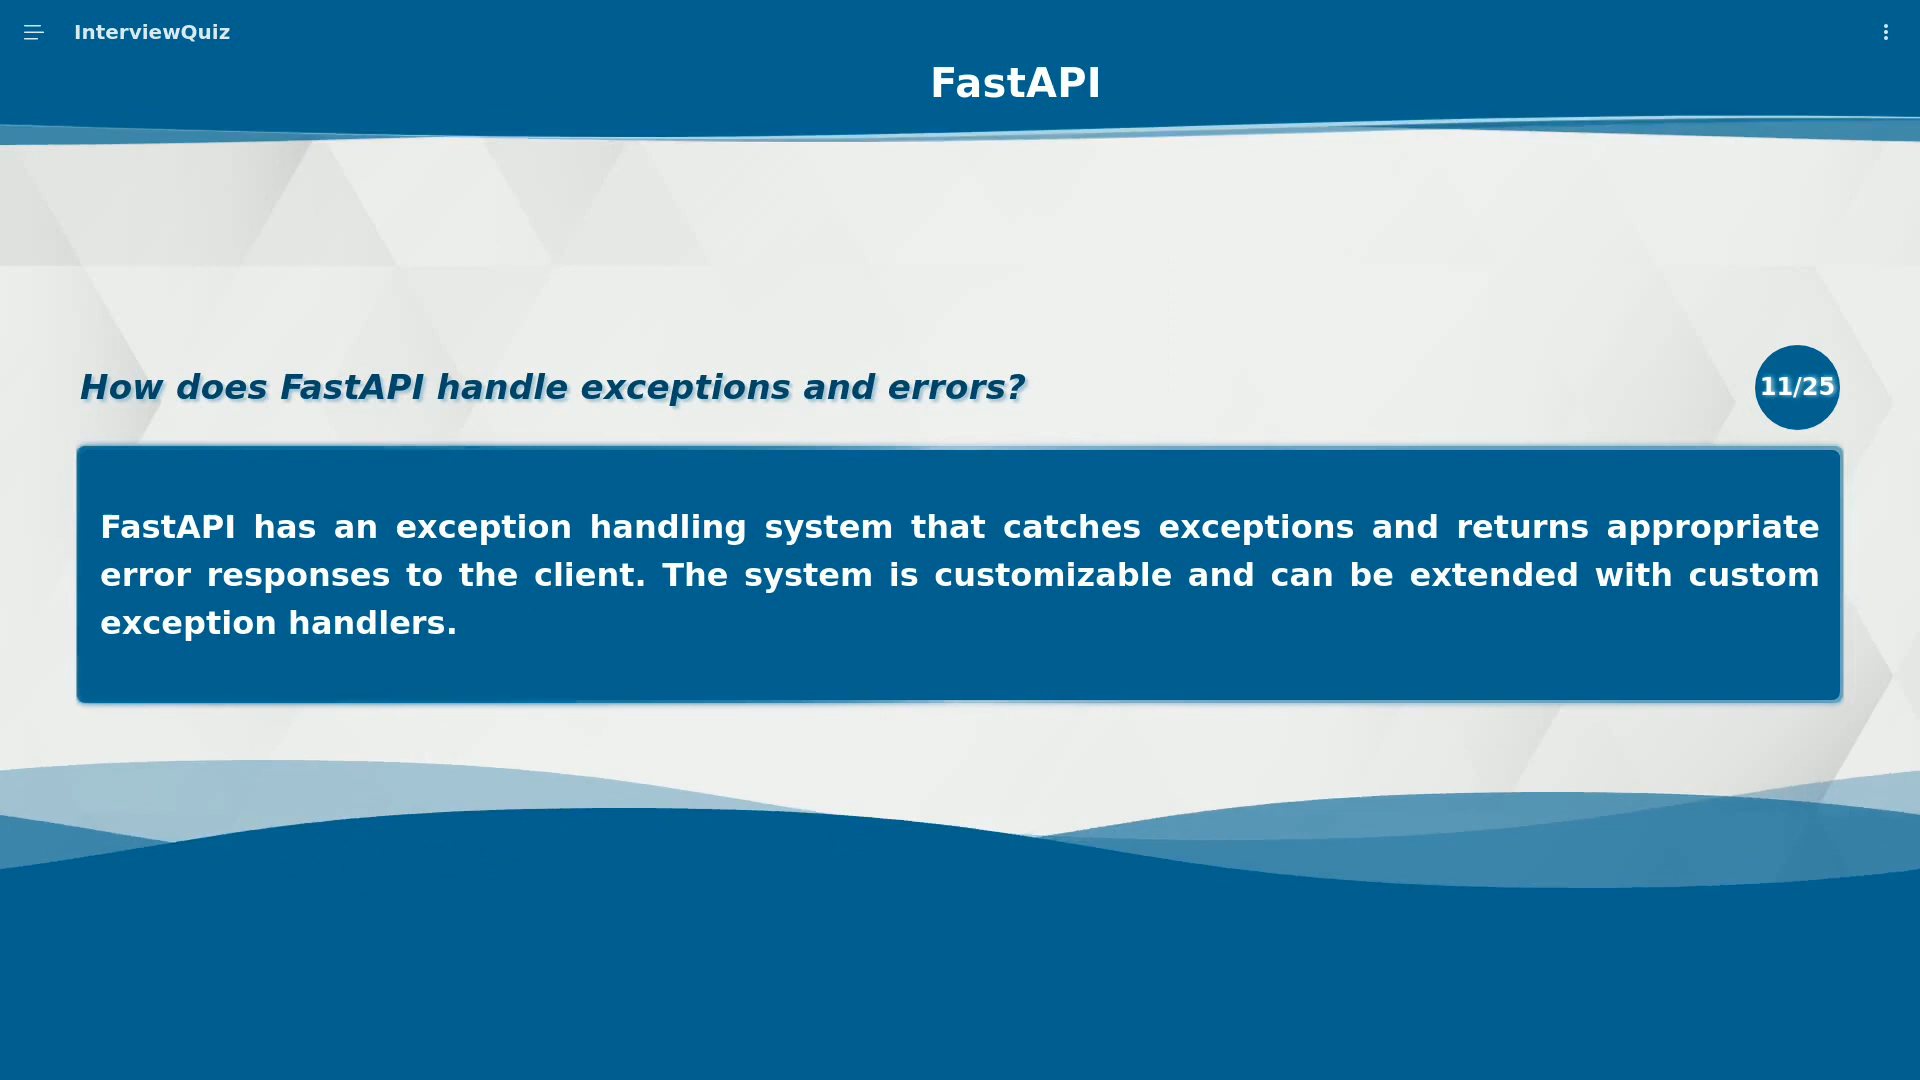 InterviewQuiz
FastAPI
How does FastAPI handle exceptions and errors?
11/25
FastAPI has an exception handling system that catches exceptions and returns appropriate
error responses to the client. The system is customizable and can be extended with custom
exception handlers.